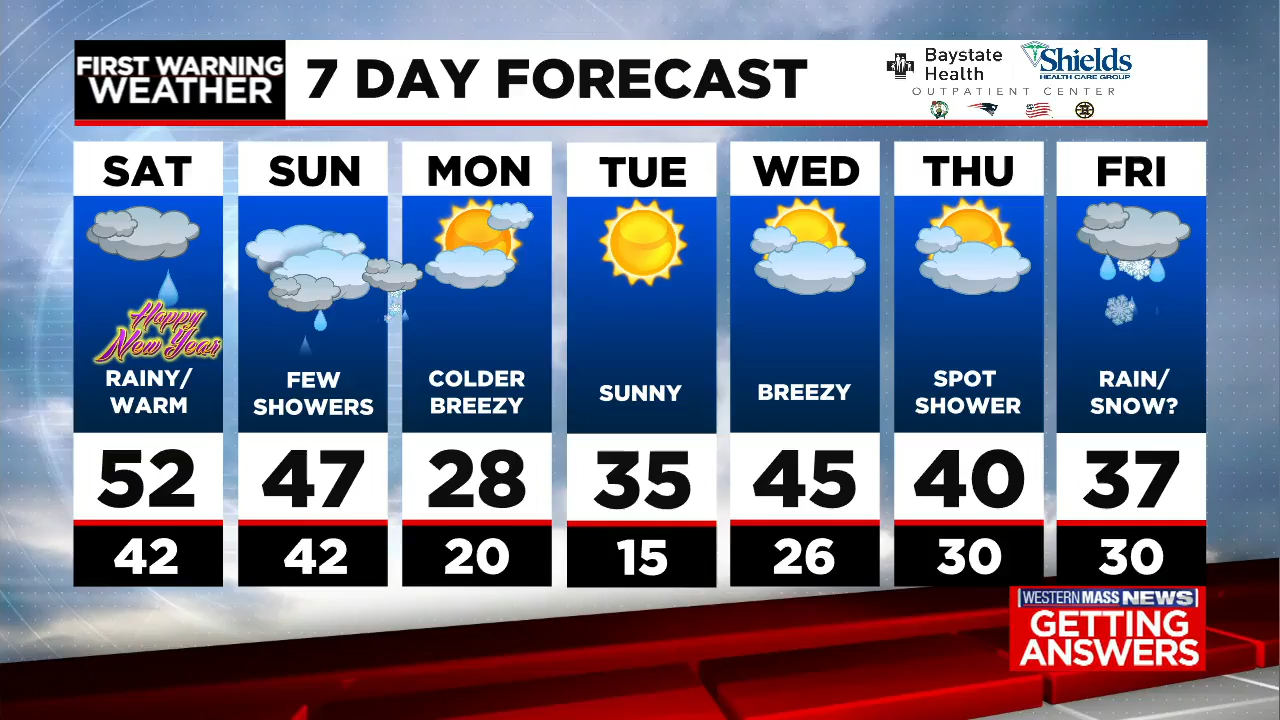 FIRST WARNING
WEATHER
7 DAY FORECAST
Baystate
Health
Shields
HEALTH CARE GROUP
OUTPATIENT CENTER
SAT
SUN
MON
TUE
WED
THU
FRI
Happy
New Year
RAINY/
WARM
FEW
SHOWERS
COLDER
BREEZY
SUNNY
BREEZY
SPOT
SHOWER
RAIN/
SNOW?
52
47
28
35
45
40
37
42
42
20
15
26
30
30
WESTERN MASS NEWS
GETTING
ANSWERS